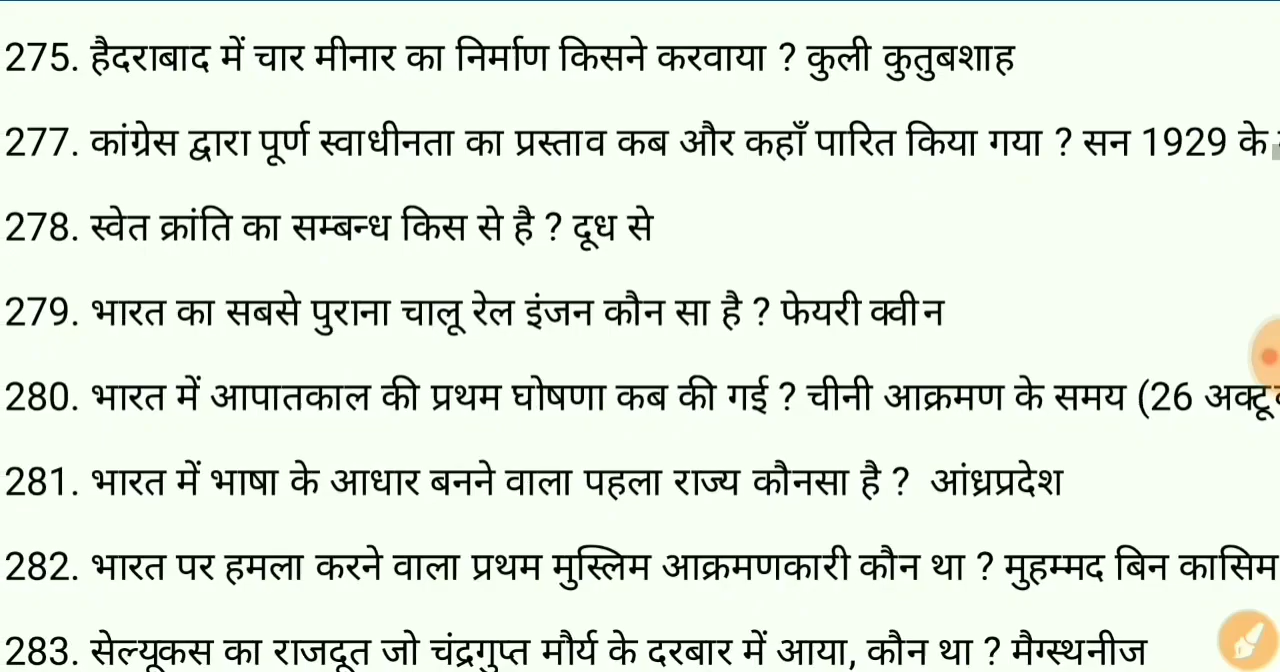 275. हैदराबाद में चार मीनार का निर्माण किसने करवाया ? कुली कुतुबशाह
277. कांग्रेस द्वारा पूर्ण स्वाधीनता का प्रस्ताव कब और कहाँ पारित किया गया ? सन 1929 के
278. स्वेत क्रांति का सम्बन्ध किस से है ? दूध से
279. भारत का सबसे पुराना चालू रेल इंजन कौन सा है ? फेयरी क्वीन
280. भारत में आपातकाल की प्रथम घोषणा कब की गई ? चीनी आक्रमण के समय (26
281. भारत में भाषा के आधार बनने वाला पहला राज्य कौनसा है ? आंध्रप्रदेश
282. भारत पर हमला करने वाला प्रथम मुस्लिम आक्रमणकारी कौन था ? मुहम्मद बिन कासिम
283. सेल्यूकस का राजदूत जो चंद्रगुप्त मौर्य के दरबार में आया, कौन था ? मैग्स्थनीज